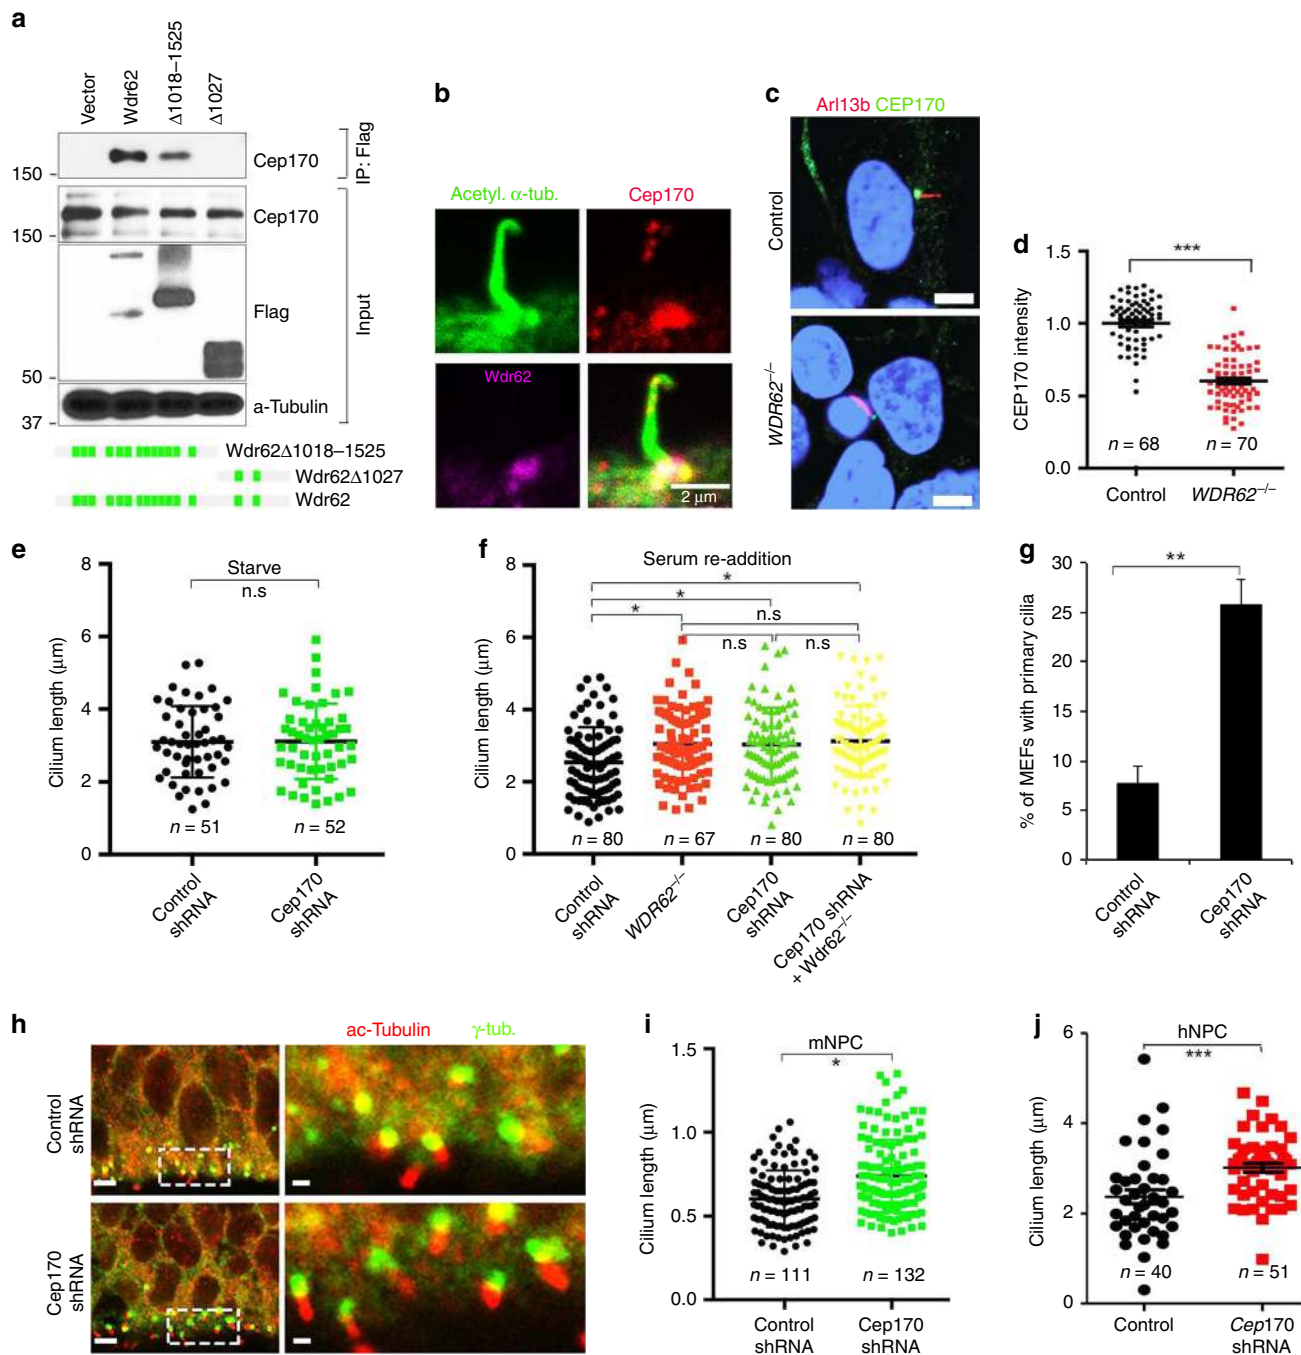 a
Vector
Wdr62
Δ1018–1525
Δ1027
Cep170
150
IP: Flag
Cep170
150
Flag
Input
50
a-Tubulin
37
Wdr62Δ1018–1525
Wdr62Δ1027
Wdr62
b
Acetyl. α-tub.
Cep170
Wdr62
2 μm
c
Arl13b CEP170
Control
WDR62–/–
d
CEP170 intensity
1.5
1.0
0.5
0.0
***
n = 68
n = 70
Control
WDR62–/–
e
Cilium length (μm)
8
6
4
2
0
Starve
n.s
n = 51
n = 52
Control shRNA
Cep170 shRNA
f
Cilium length (μm)
8
6
4
2
0
Serum re-addition
*
*
*
n.s
n.s
n.s
n = 80
n = 67
n = 80
n = 80
Control shRNA
WDR62–/–
Cep170 shRNA
Cep170 shRNA + Wdr62–/–
g
% of MEFs with primary cilia
30
25
20
15
10
5
0
**
Control shRNA
Cep170 shRNA
h
ac-Tubulin
γ-tub.
Control shRNA
Cep170 shRNA
i
Cilium length (μm)
1.5
1.0
0.5
0.0
mNPC
*
n = 111
n = 132
Control shRNA
Cep170 shRNA
j
Cilium length (μm)
6
4
2
0
hNPC
***
n = 40
n = 51
Control
Cep170 shRNA